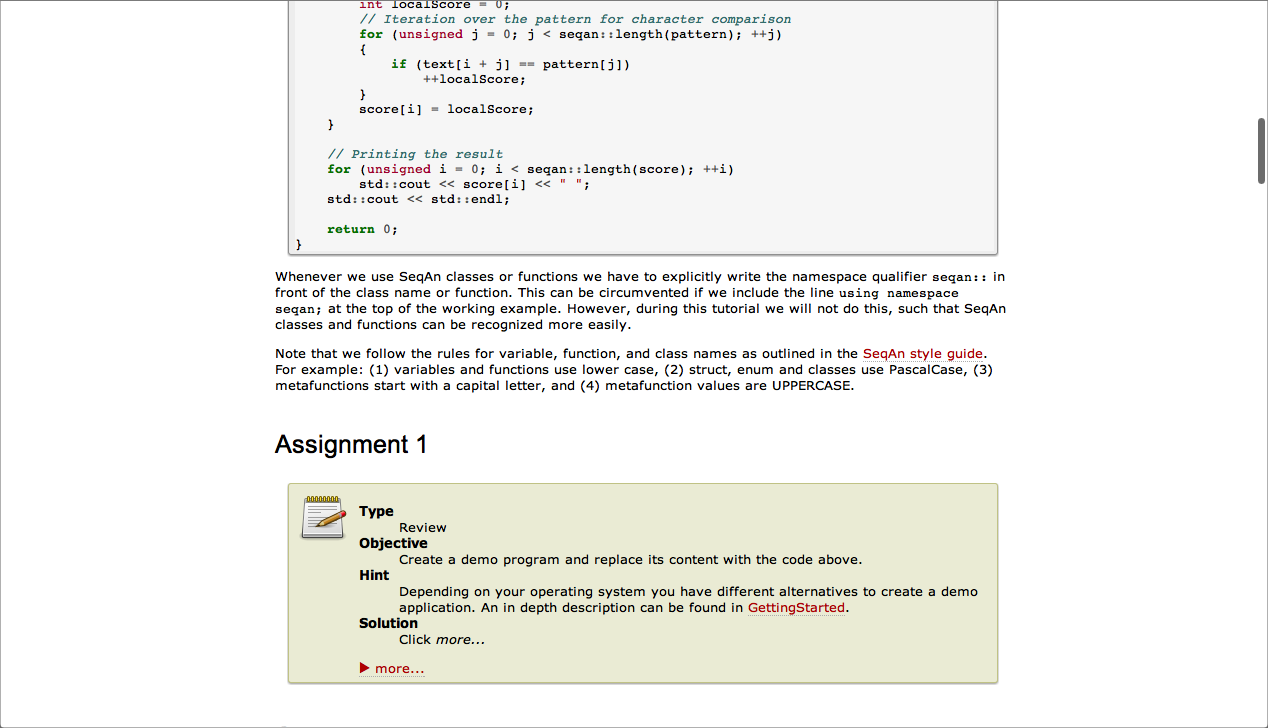 int localScore = 0;
// Iteration over the pattern for character comparison
for (unsigned j = 0; j < seqan::length(pattern); ++j)
{
if (text[i + j] == pattern[j])
++localScore;
}
score[i] = localScore;
}
// Printing the result
for (unsigned i = 0; i < seqan::length(score); ++i)
std::cout << score[i] << " ";
std::cout << std::endl;
return 0;
}
Whenever we use SeqAn classes or functions we have to explicitly write the namespace qualifier seqan:: in
front of the class name or function. This can be circumvented if we include the line using namespace
seqan; at the top of the working example. However, during this tutorial we will not do this, such that SeqAn
classes and functions can be recognized more easily.
Note that we follow the rules for variable, function, and class names as outlined in the SeqAn style guide.
For example: (1) variables and functions use lower case, (2) struct, enum and classes use PascalCase, (3)
metafunctions start with a capital letter, and (4) metafunction values are UPPERCASE.
Assignment 1
Type
Review
Objective
Create a demo program and replace its content with the code above.
Hint
Depending on your operating system you have different alternatives to create a demo
application. An in depth description can be found in GettingStarted.
Solution
Click more...
more...